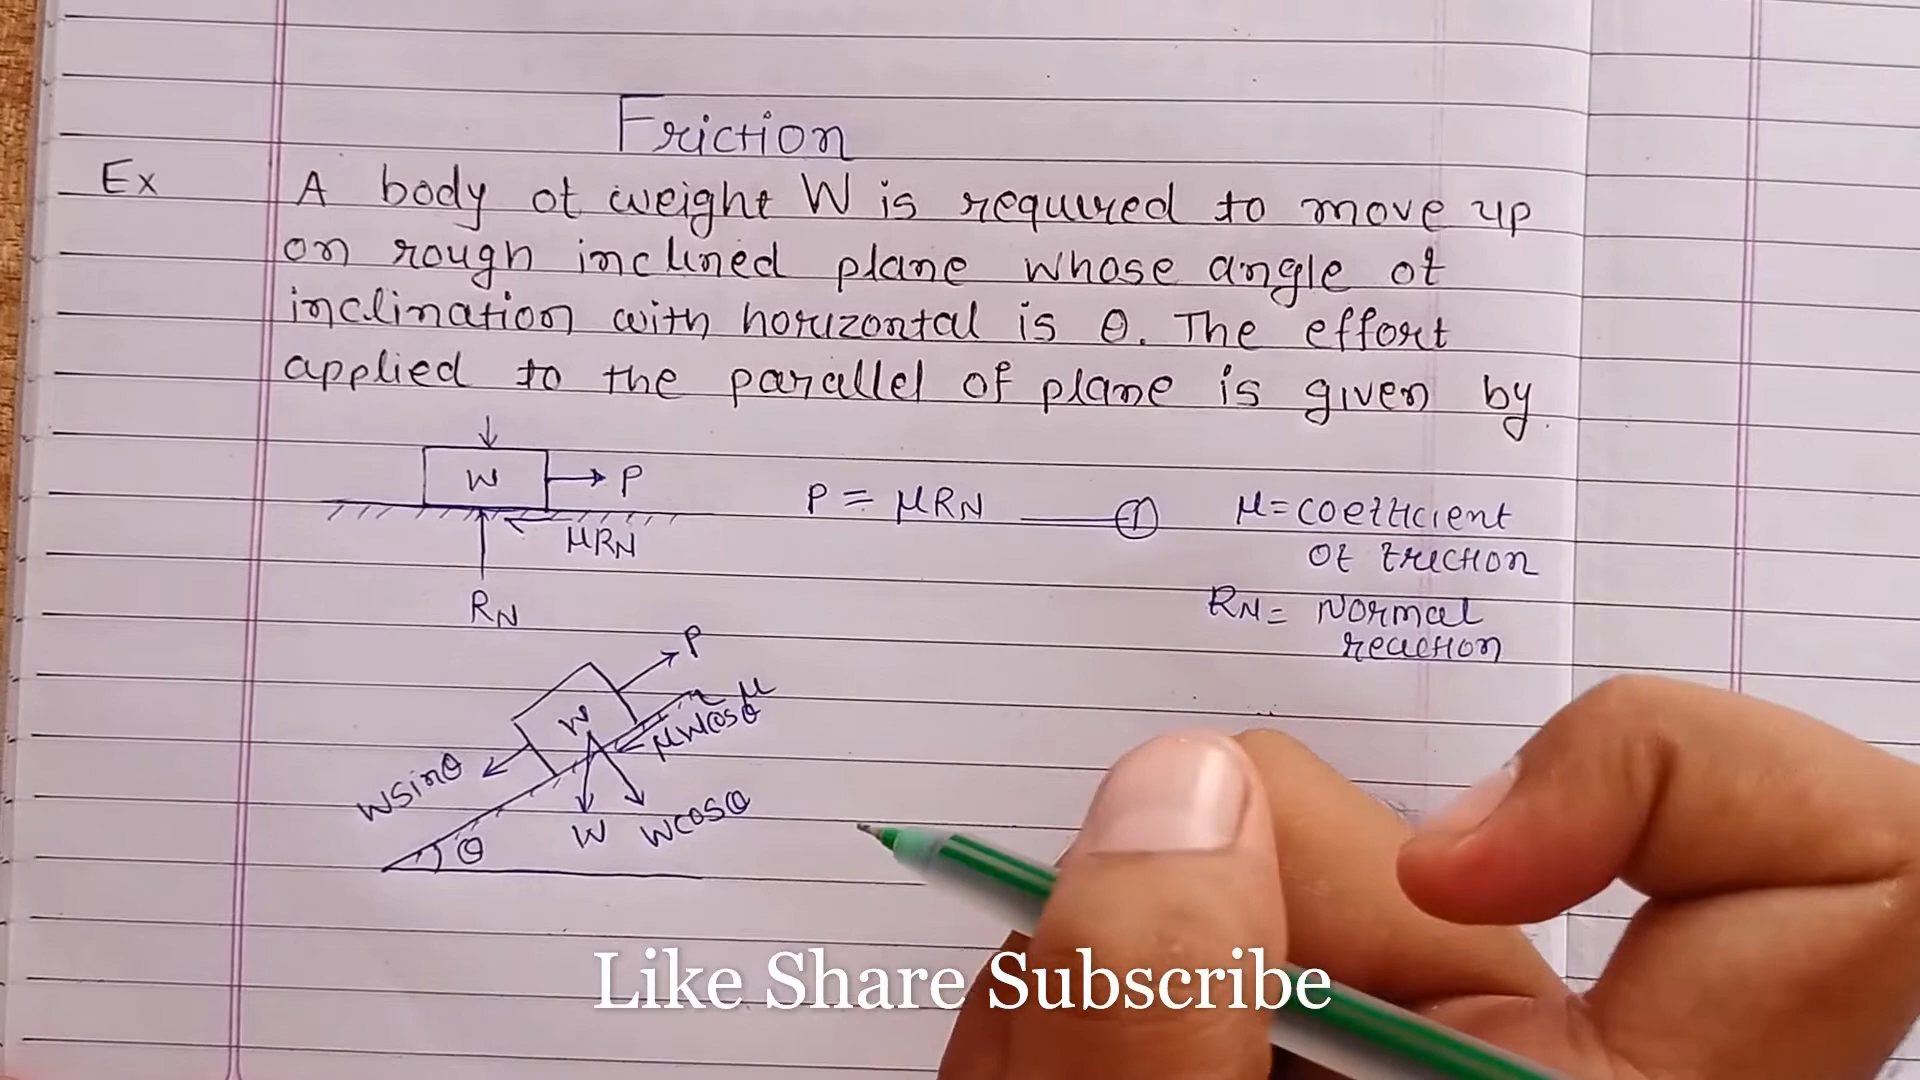 Friction
Ex A body of weight W is required to move up
on rough inclined plane whose angle of
inclination with horizontal is θ. The effort
applied to the parallel of plane is given by.
W P
μRN
RN
P = μRN 1
μ = coefficient
of friction
RN = Normal
reaction
P
W
μ
μWcosθ
Wsinθ
W Wcosθ
θ
Like Share Subscribe